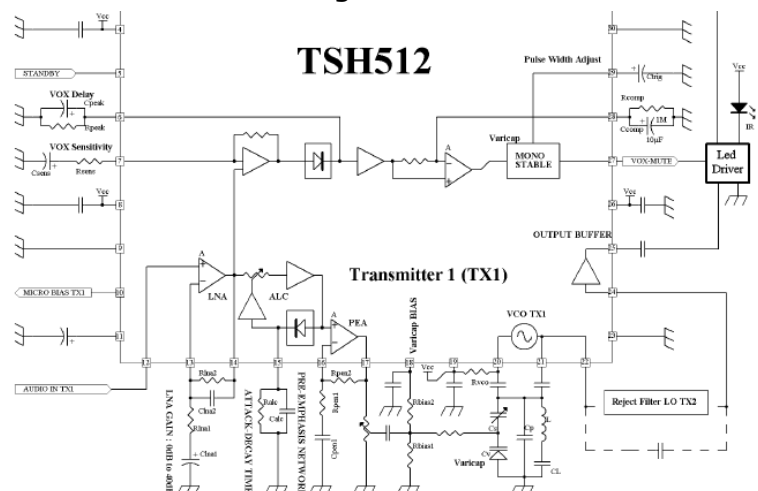 TSH512
Vcc
4
STANDBY
5
VOX Delay
Cpeak
+
Rpeak
6
VOX Sensitivity
Csens
+
Rsens
7
Vcc
8
9
MICRO BIAS TX1
10
+
11
AUDIO IN TX1
12
13
14
15
16
17
18
19
20
21
22
30
Pulse Width Adjust
29
+
Ctrig
Rcomp
28
1M
+
Ccomp
10µF
Varicap
A
MONO
STABLE
27
VOX-MUTE
Vcc
IR
Led
Driver
26
Vcc
OUTPUT BUFFER
25
24
23
A
LNA
ALC
Transmitter 1 (TX1)
A
PEA
Varicap BIAS
VCO TX1
LNA GAIN : 0dB to 40dB
Rlna2
Clna2
Rlna1
+
Clna1
ATTACK-DECAY TIME
Ralc
Calc
PRE-EMPHASIS NETWORK
Rpen2
Rpen1
Cpen1
Rbias2
Rbias1
Vcc
Rvco
Cs
Cv
Cp
L
CL
Varicap
Reject Filter LO TX2